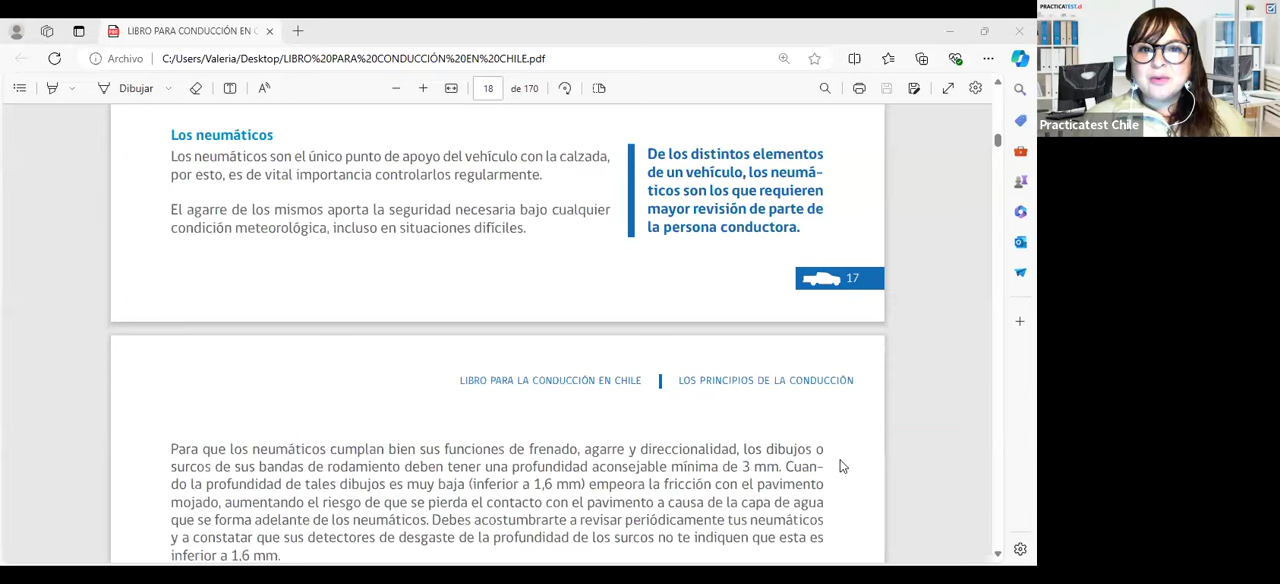 LIBRO PARA CONDUCCIÓN EN C
Archivo
C:/Users/Valeria/Desktop/LIBRO%20PARA%20CONDUCCIÓN%20EN%20CHILE.pdf
Dibujar
18
de 170
PRACTICATEST.cl
Practicatest Chile
Los neumáticos
Los neumáticos son el único punto de apoyo del vehículo con la calzada,
por esto, es de vital importancia controlarlos regularmente.
El agarre de los mismos aporta la seguridad necesaria bajo cualquier
condición meteorológica, incluso en situaciones difíciles.
De los distintos elementos
de un vehículo, los neumá-
ticos son los que requieren
mayor revisión de parte de
la persona conductora.
17
LIBRO PARA LA CONDUCCIÓN EN CHILE
LOS PRINCIPIOS DE LA CONDUCCIÓN
Para que los neumáticos cumplan bien sus funciones de frenado, agarre y direccionalidad, los dibujos o
surcos de sus bandas de rodamiento deben tener una profundidad aconsejable mínima de 3 mm. Cuan-
do la profundidad de tales dibujos es muy baja (inferior a 1,6 mm) empeora la fricción con el pavimento
mojado, aumentando el riesgo de que se pierda el contacto con el pavimento a causa de la capa de agua
que se forma adelante de los neumáticos. Debes acostumbrarte a revisar periódicamente tus neumáticos
y a constatar que sus detectores de desgaste de la profundidad de los surcos no te indiquen que esta es
inferior a 1,6 mm.